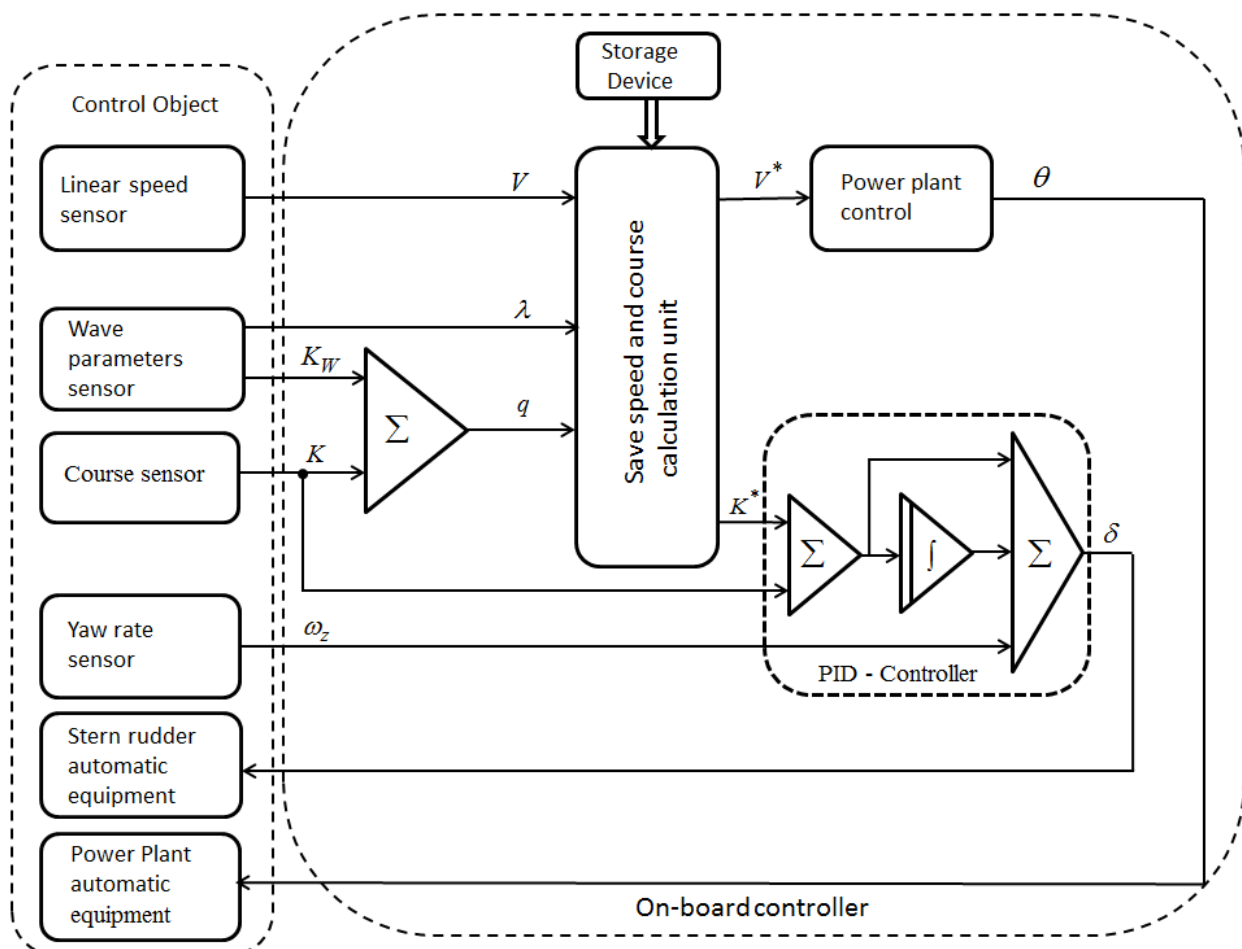 Storage
Device
Control Object
Linear speed
sensor
V
V*
Power plant
control
θ
Save speed and course
calculation unit
Wave
parameters
sensor
λ
K_W
Σ
q
Course sensor
K
K*
Σ
∫
Σ
δ
Yaw rate
sensor
ω_z
PID - Controller
Stern rudder
automatic
equipment
Power Plant
automatic
equipment
On-board controller